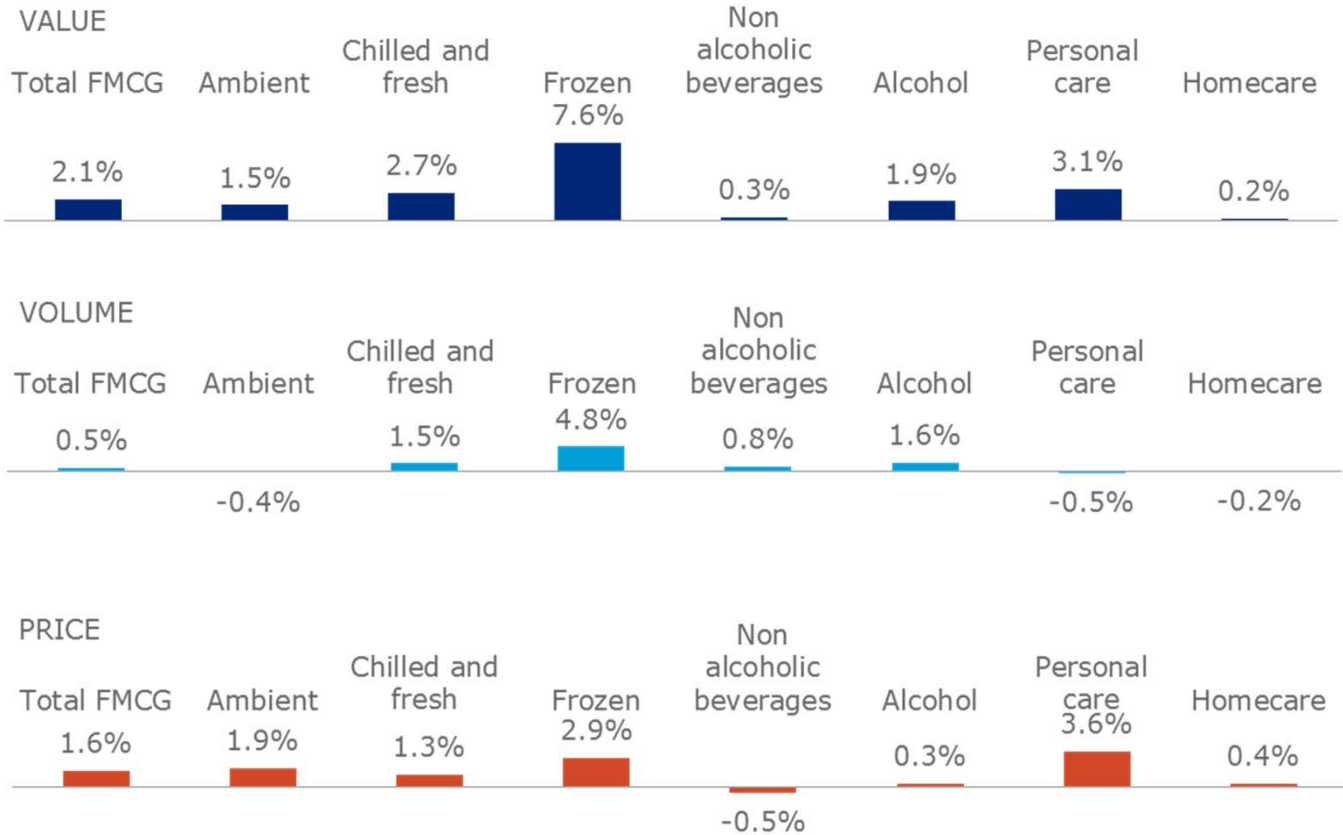 VALUE
Total FMCG
Ambient
Chilled and
fresh
Frozen
Non
alcoholic
beverages
Alcohol
Personal
care
Homecare
2.1%
1.5%
2.7%
7.6%
0.3%
1.9%
3.1%
0.2%
VOLUME
Total FMCG
Ambient
Chilled and
fresh
Frozen
Non
alcoholic
beverages
Alcohol
Personal
care
Homecare
0.5%
-0.4%
1.5%
4.8%
0.8%
1.6%
-0.5%
-0.2%
PRICE
Total FMCG
Ambient
Chilled and
fresh
Frozen
Non
alcoholic
beverages
Alcohol
Personal
care
Homecare
1.6%
1.9%
1.3%
2.9%
-0.5%
0.3%
3.6%
0.4%